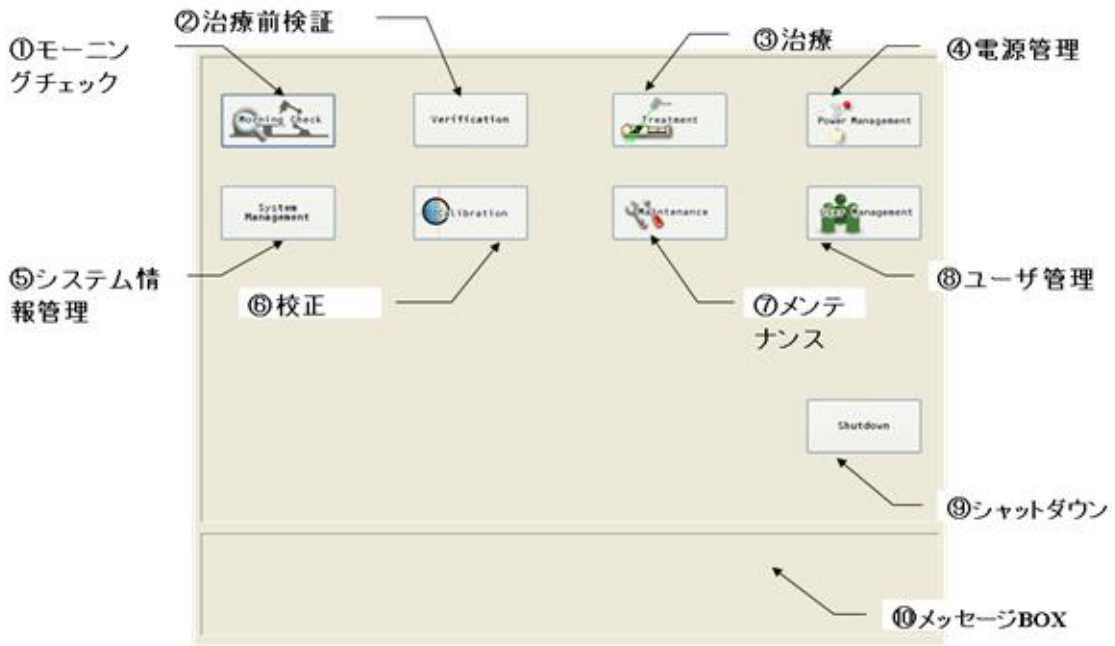 ②治療前検証
①モーニン
グチェック
③治療
④電源管理
Morning Check
Verification
Treatment
Power Management
System
Management
Calibration
Maintenance
User Management
⑤システム情
報管理
⑥校正
⑦メンテ
ナンス
⑧ユーザ管理
Shutdown
⑨シャットダウン
⑩メッセージBOX